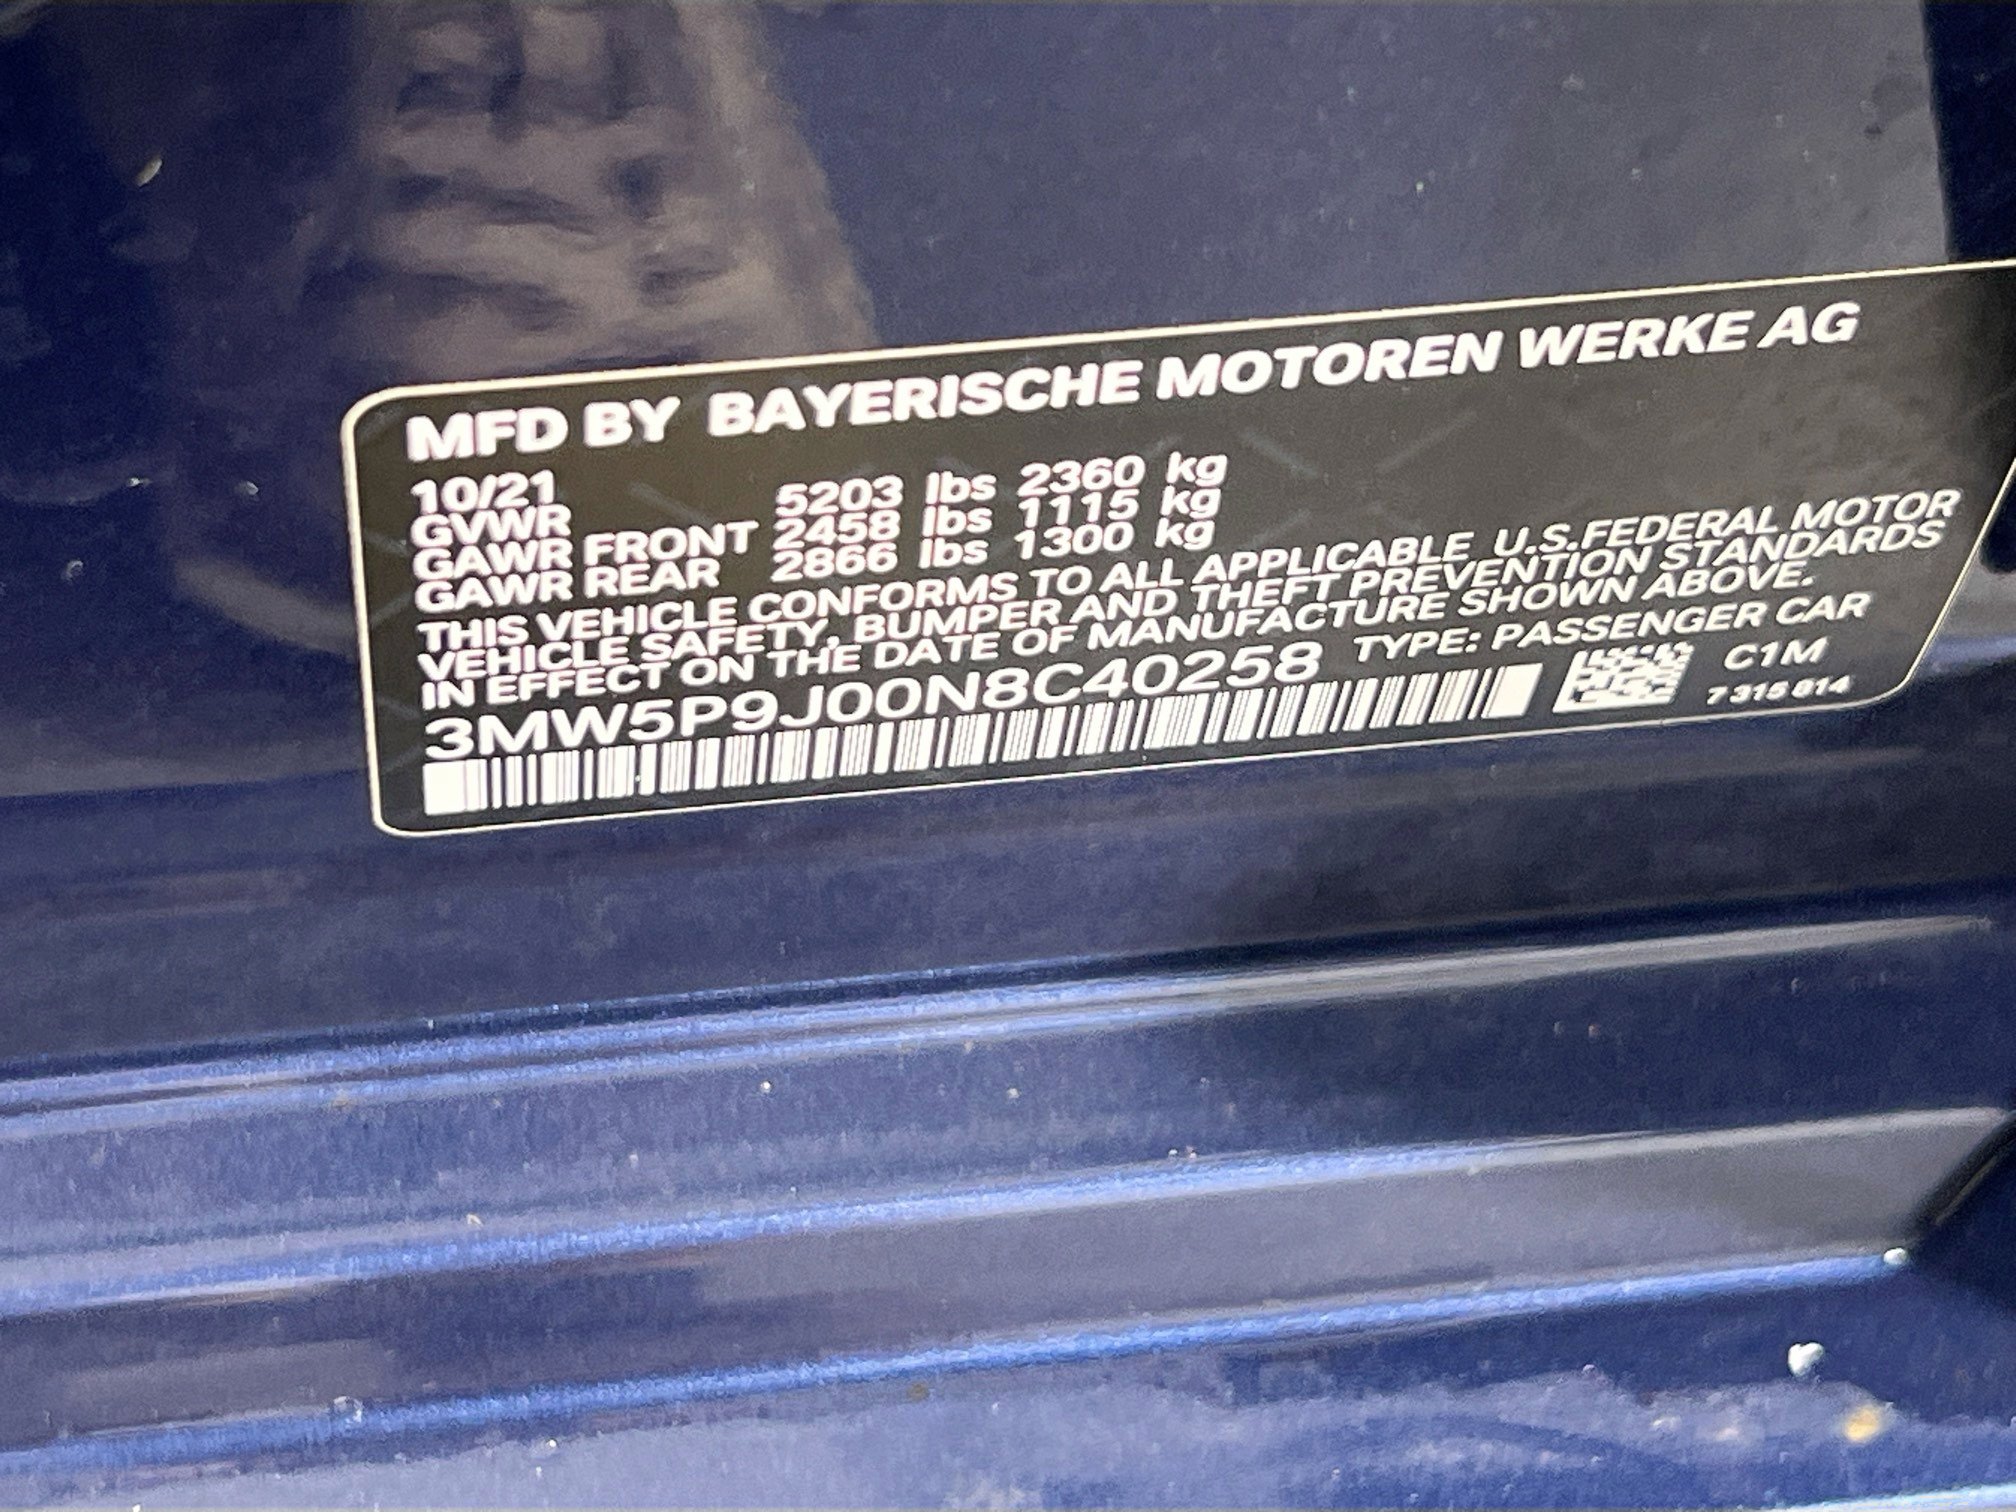 MFD BY BAYERISCHE MOTOREN WERKE AG
10/21
GVWR 5203 lbs 2360 kg
GAWR FRONT 2458 lbs 1115 kg
GAWR REAR 2866 lbs 1300 kg
THIS VEHICLE CONFORMS TO ALL APPLICABLE U.S.FEDERAL MOTOR
VEHICLE SAFETY, BUMPER AND THEFT PREVENTION STANDARDS
IN EFFECT ON THE DATE OF MANUFACTURE SHOWN ABOVE.
3MW5P9J00N8C40258 TYPE: PASSENGER CAR
C1M
7 315 814